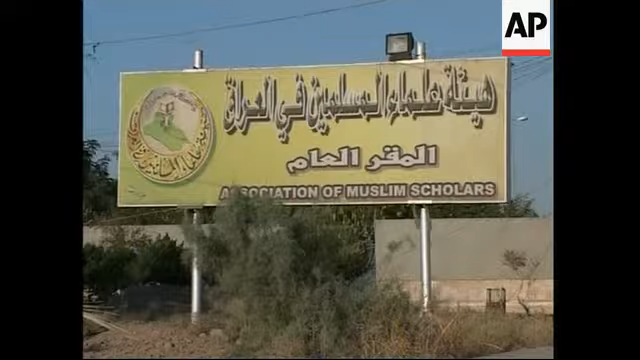 AP
هيئة علماء المسلمين في العراق
المقر العام
ASSOCIATION OF MUSLIM SCHOLARS